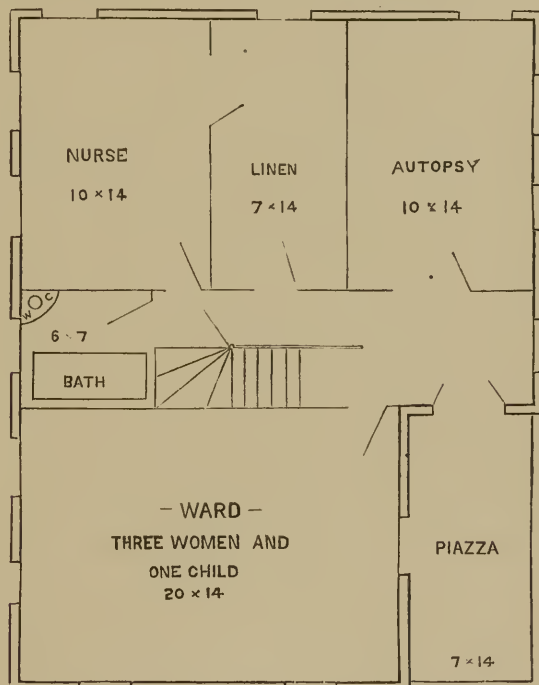 NURSE
10 × 14
LINEN
7 × 14
AUTOPSY
10 × 14
W C
6 × 7
BATH
- WARD -
THREE WOMEN AND
ONE CHILD
20 × 14
PIAZZA
7 × 14